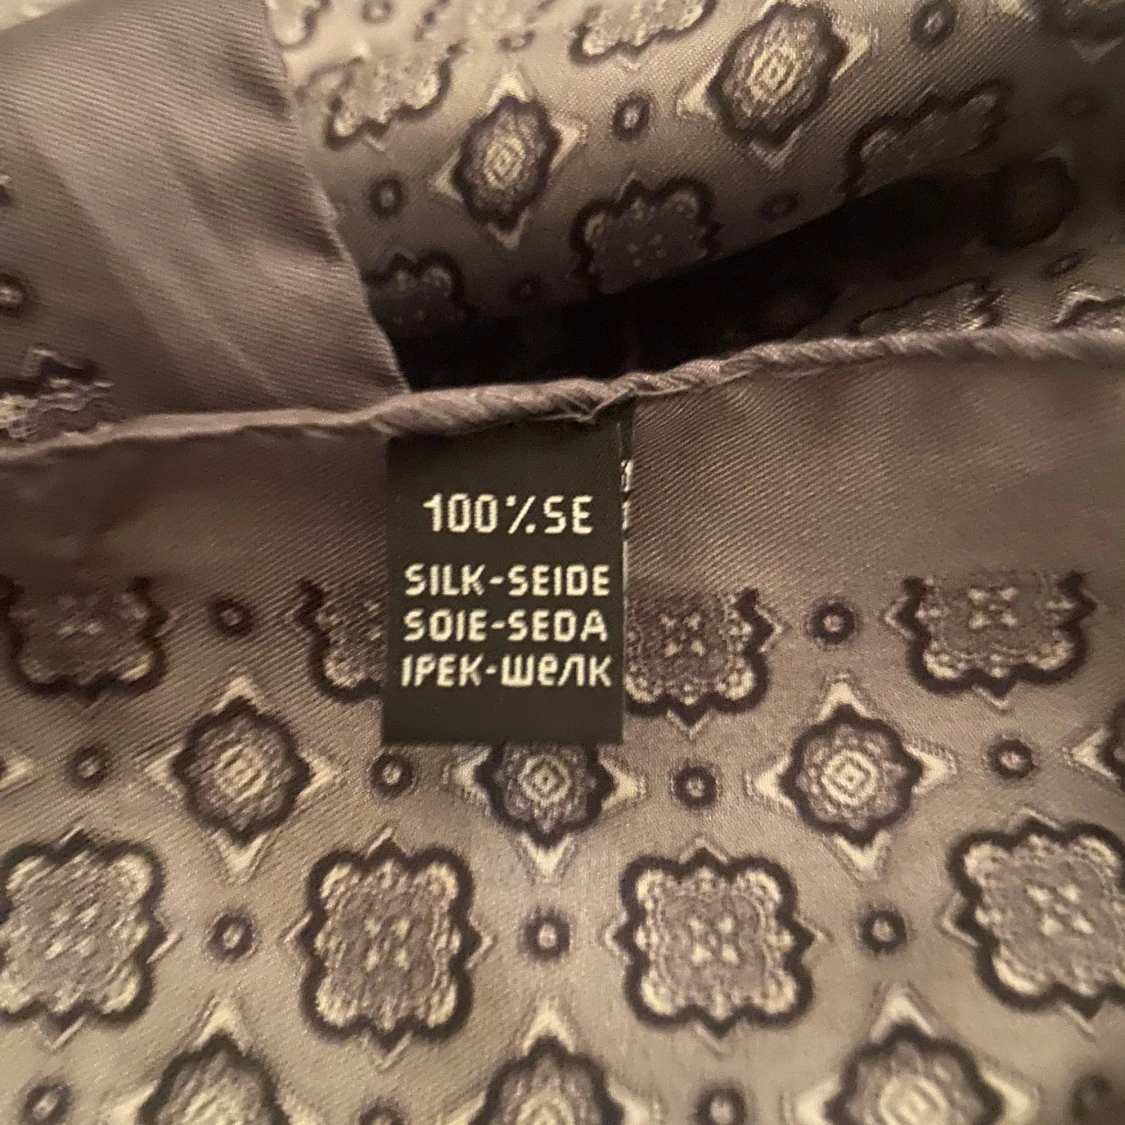 100% SE
SILK-SEIDE
SOIE-SEDA
IPEK-шелк